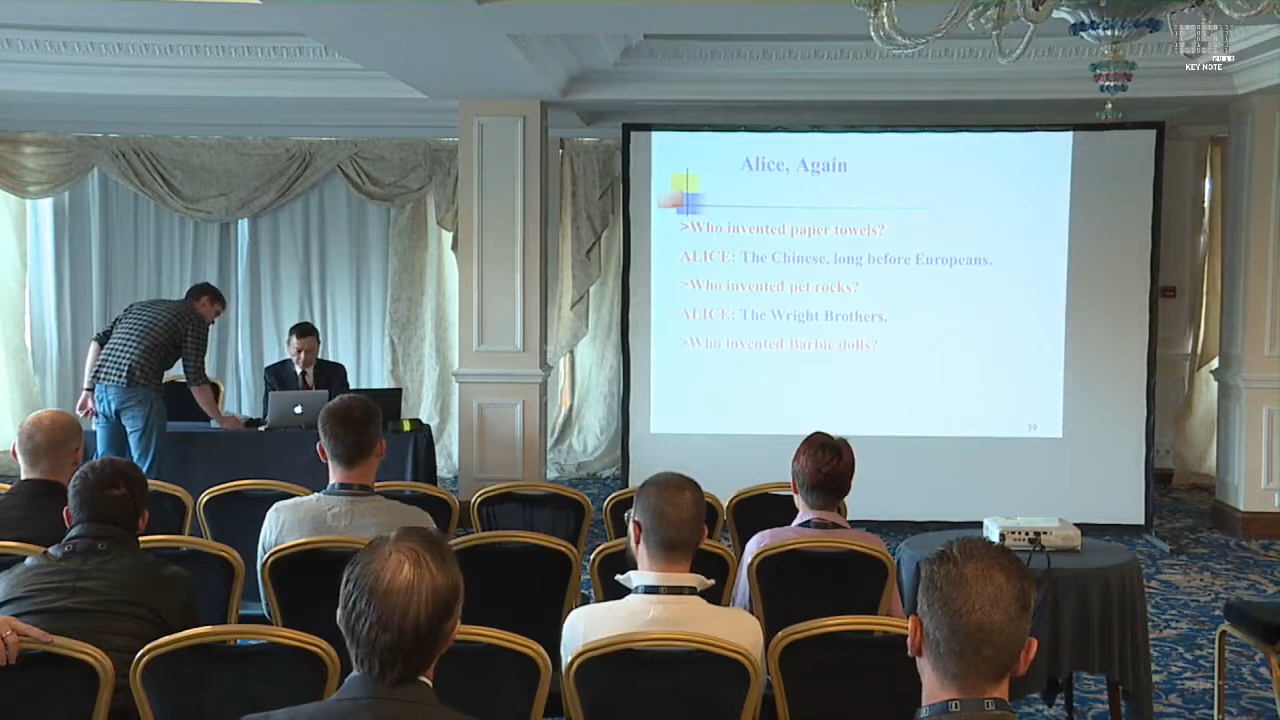 KEY NOTE
Alice, Again
>Who invented paper towels?
ALICE: The Chinese, long before Europeans.
>Who invented pet rocks?
ALICE: The Wright Brothers.
>Who invented Barbie dolls?
39